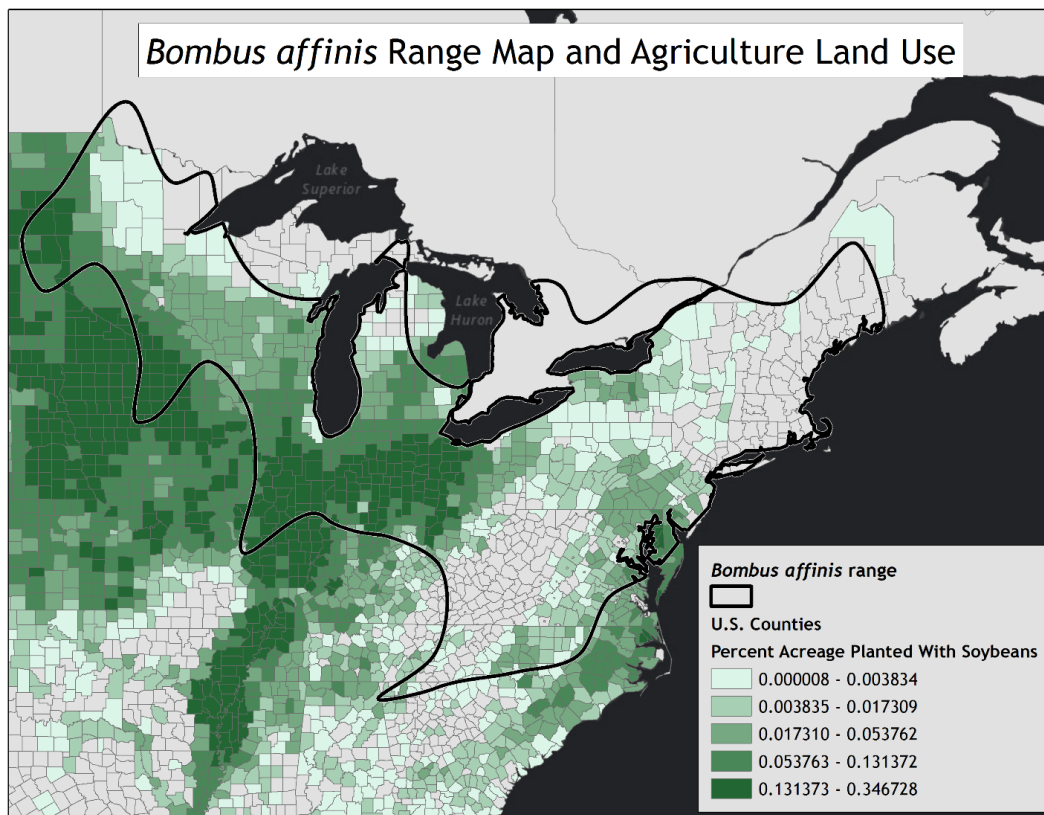 Bombus affinis Range Map and Agriculture Land Use
Lake
Superior
Lake
Huron
Bombus affinis range
U.S. Counties
Percent Acreage Planted With Soybeans
0.000008 - 0.003834
0.003835 - 0.017309
0.017310 - 0.053762
0.053763 - 0.131372
0.131373 - 0.346728